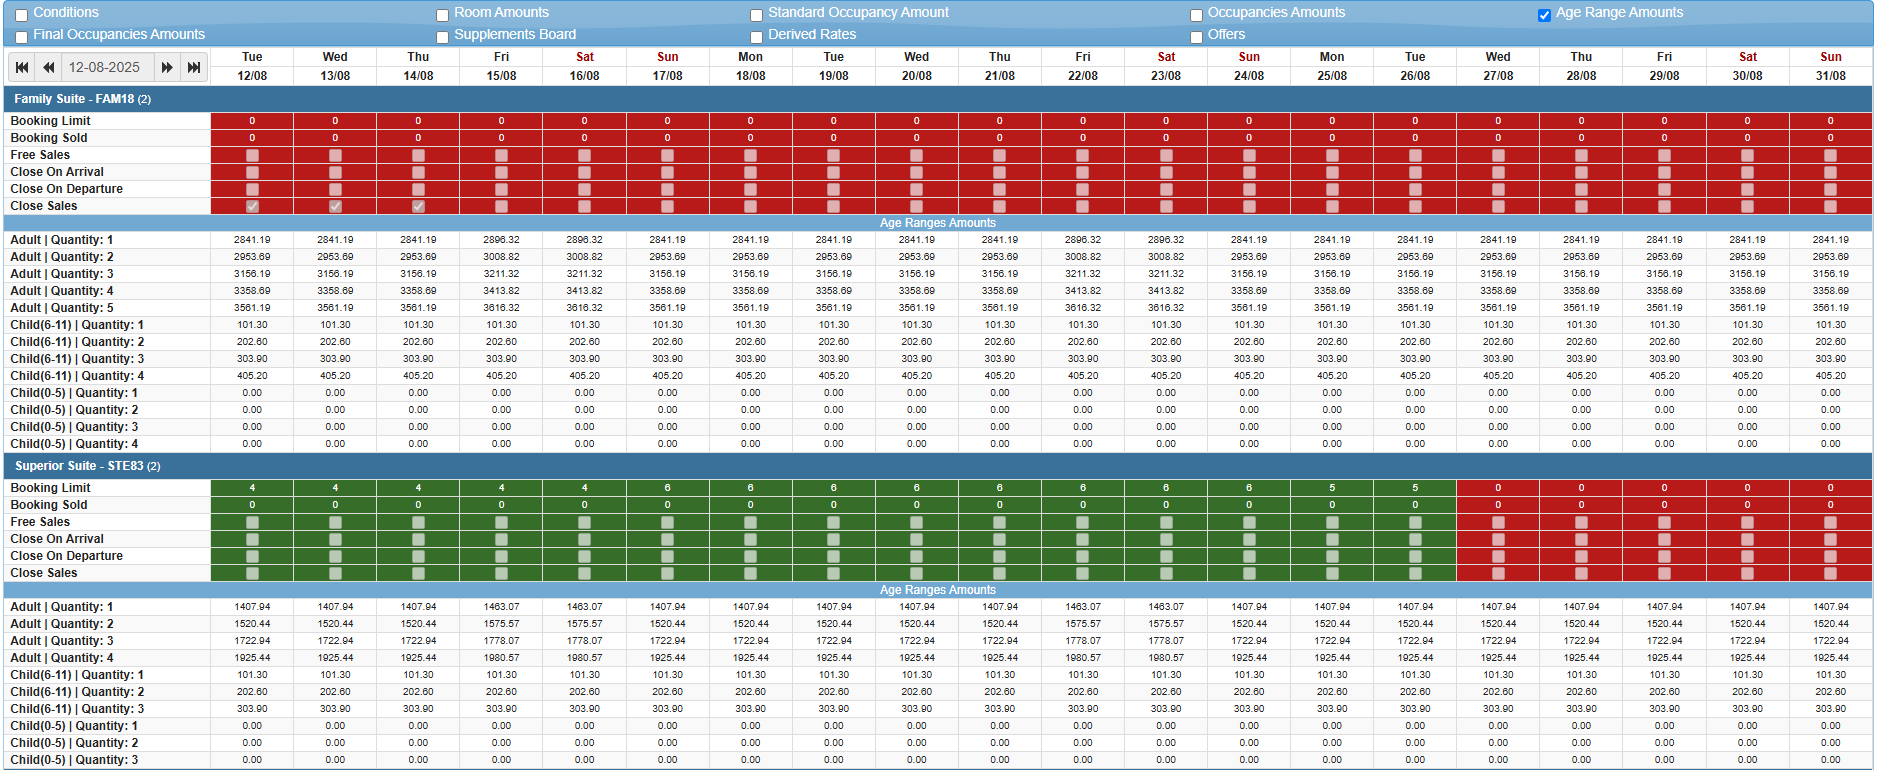 Conditions Room Amounts Standard Occupancy Amount Occupancies Amounts Age Range Amounts
Final Occupancies Amounts Supplements Board Derived Rates Offers
12-08-2025
Tue Wed Thu Fri Sat Sun Mon Tue Wed Thu Fri Sat Sun Mon Tue Wed Thu Fri Sat Sun
12/08 13/08 14/08 15/08 16/08 17/08 18/08 19/08 20/08 21/08 22/08 23/08 24/08 25/08 26/08 27/08 28/08 29/08 30/08 31/08
Family Suite - FAM18 (2)
Booking Limit 0 0 0 0 0 0 0 0 0 0 0 0 0 0 0 0 0 0 0 0
Booking Sold 0 0 0 0 0 0 0 0 0 0 0 0 0 0 0 0 0 0 0 0
Free Sales
Close On Arrival
Close On Departure
Close Sales
Age Ranges Amounts
Adult | Quantity: 1 2841.19 2841.19 2841.19 2896.32 2896.32 2841.19 2841.19 2841.19 2841.19 2841.19 2896.32 2896.32 2841.19 2841.19 2841.19 2841.19 2841.19 2841.19 2841.19 2841.19
Adult | Quantity: 2 2953.69 2953.69 2953.69 3008.82 3008.82 2953.69 2953.69 2953.69 2953.69 2953.69 3008.82 3008.82 2953.69 2953.69 2953.69 2953.69 2953.69 2953.69 2953.69 2953.69
Adult | Quantity: 3 3156.19 3156.19 3156.19 3211.32 3211.32 3156.19 3156.19 3156.19 3156.19 3156.19 3211.32 3211.32 3156.19 3156.19 3156.19 3156.19 3156.19 3156.19 3156.19 3156.19
Adult | Quantity: 4 3358.69 3358.69 3358.69 3413.82 3413.82 3358.69 3358.69 3358.69 3358.69 3358.69 3413.82 3413.82 3358.69 3358.69 3358.69 3358.69 3358.69 3358.69 3358.69 3358.69
Adult | Quantity: 5 3561.19 3561.19 3561.19 3616.32 3616.32 3561.19 3561.19 3561.19 3561.19 3561.19 3616.32 3616.32 3561.19 3561.19 3561.19 3561.19 3561.19 3561.19 3561.19 3561.19
Child(6-11) | Quantity: 1 101.30 101.30 101.30 101.30 101.30 101.30 101.30 101.30 101.30 101.30 101.30 101.30 101.30 101.30 101.30 101.30 101.30 101.30 101.30 101.30
Child(6-11) | Quantity: 2 202.60 202.60 202.60 202.60 202.60 202.60 202.60 202.60 202.60 202.60 202.60 202.60 202.60 202.60 202.60 202.60 202.60 202.60 202.60 202.60
Child(6-11) | Quantity: 3 303.90 303.90 303.90 303.90 303.90 303.90 303.90 303.90 303.90 303.90 303.90 303.90 303.90 303.90 303.90 303.90 303.90 303.90 303.90 303.90
Child(6-11) | Quantity: 4 405.20 405.20 405.20 405.20 405.20 405.20 405.20 405.20 405.20 405.20 405.20 405.20 405.20 405.20 405.20 405.20 405.20 405.20 405.20 405.20
Child(0-5) | Quantity: 1 0.00 0.00 0.00 0.00 0.00 0.00 0.00 0.00 0.00 0.00 0.00 0.00 0.00 0.00 0.00 0.00 0.00 0.00 0.00 0.00
Child(0-5) | Quantity: 2 0.00 0.00 0.00 0.00 0.00 0.00 0.00 0.00 0.00 0.00 0.00 0.00 0.00 0.00 0.00 0.00 0.00 0.00 0.00 0.00
Child(0-5) | Quantity: 3 0.00 0.00 0.00 0.00 0.00 0.00 0.00 0.00 0.00 0.00 0.00 0.00 0.00 0.00 0.00 0.00 0.00 0.00 0.00 0.00
Child(0-5) | Quantity: 4 0.00 0.00 0.00 0.00 0.00 0.00 0.00 0.00 0.00 0.00 0.00 0.00 0.00 0.00 0.00 0.00 0.00 0.00 0.00 0.00
Superior Suite - STE83 (2)
Booking Limit 4 4 4 4 4 6 6 6 6 6 6 6 6 5 5 0 0 0 0 0
Booking Sold 0 0 0 0 0 0 0 0 0 0 0 0 0 0 0 0 0 0 0 0
Free Sales
Close On Arrival
Close On Departure
Close Sales
Age Ranges Amounts
Adult | Quantity: 1 1407.94 1407.94 1407.94 1463.07 1463.07 1407.94 1407.94 1407.94 1407.94 1407.94 1463.07 1463.07 1407.94 1407.94 1407.94 1407.94 1407.94 1407.94 1407.94 1407.94
Adult | Quantity: 2 1520.44 1520.44 1520.44 1575.57 1575.57 1520.44 1520.44 1520.44 1520.44 1520.44 1575.57 1575.57 1520.44 1520.44 1520.44 1520.44 1520.44 1520.44 1520.44 1520.44
Adult | Quantity: 3 1722.94 1722.94 1722.94 1778.07 1778.07 1722.94 1722.94 1722.94 1722.94 1722.94 1778.07 1778.07 1722.94 1722.94 1722.94 1722.94 1722.94 1722.94 1722.94 1722.94
Adult | Quantity: 4 1925.44 1925.44 1925.44 1980.57 1980.57 1925.44 1925.44 1925.44 1925.44 1925.44 1980.57 1980.57 1925.44 1925.44 1925.44 1925.44 1925.44 1925.44 1925.44 1925.44
Child(6-11) | Quantity: 1 101.30 101.30 101.30 101.30 101.30 101.30 101.30 101.30 101.30 101.30 101.30 101.30 101.30 101.30 101.30 101.30 101.30 101.30 101.30 101.30
Child(6-11) | Quantity: 2 202.60 202.60 202.60 202.60 202.60 202.60 202.60 202.60 202.60 202.60 202.60 202.60 202.60 202.60 202.60 202.60 202.60 202.60 202.60 202.60
Child(6-11) | Quantity: 3 303.90 303.90 303.90 303.90 303.90 303.90 303.90 303.90 303.90 303.90 303.90 303.90 303.90 303.90 303.90 303.90 303.90 303.90 303.90 303.90
Child(0-5) | Quantity: 1 0.00 0.00 0.00 0.00 0.00 0.00 0.00 0.00 0.00 0.00 0.00 0.00 0.00 0.00 0.00 0.00 0.00 0.00 0.00 0.00
Child(0-5) | Quantity: 2 0.00 0.00 0.00 0.00 0.00 0.00 0.00 0.00 0.00 0.00 0.00 0.00 0.00 0.00 0.00 0.00 0.00 0.00 0.00 0.00
Child(0-5) | Quantity: 3 0.00 0.00 0.00 0.00 0.00 0.00 0.00 0.00 0.00 0.00 0.00 0.00 0.00 0.00 0.00 0.00 0.00 0.00 0.00 0.00